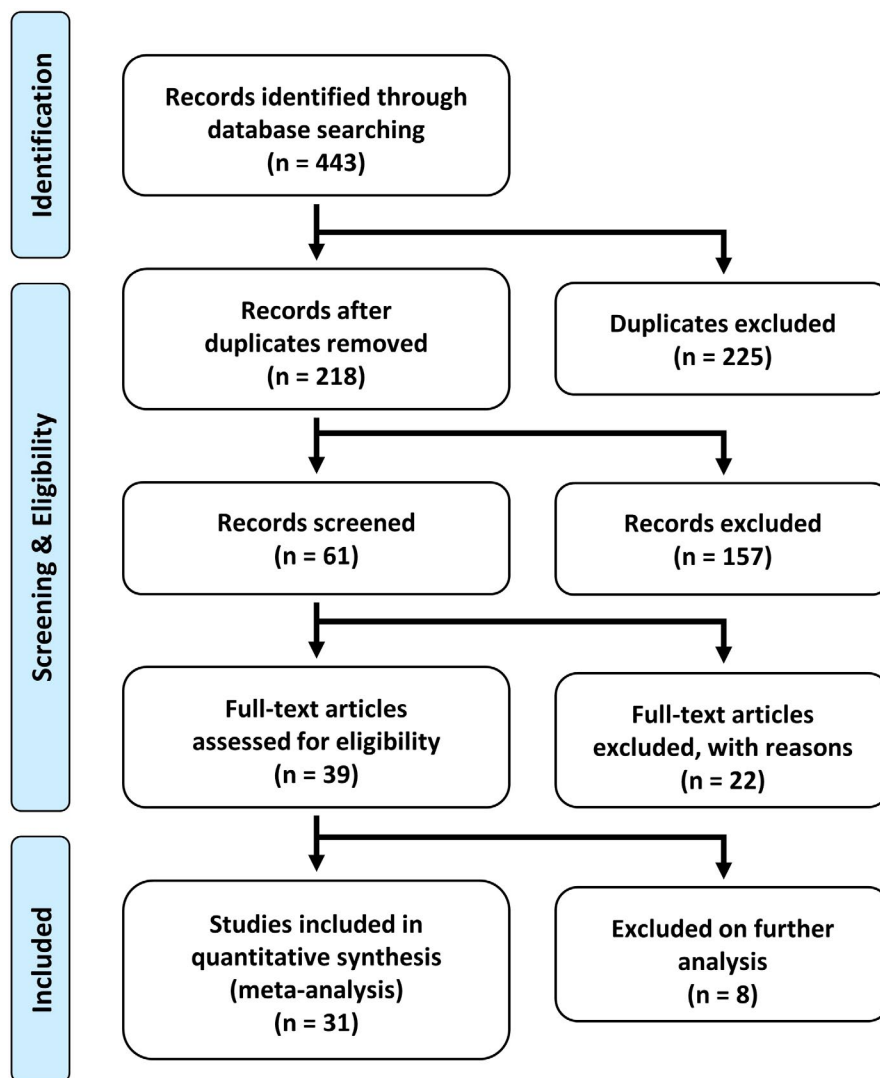 Identification
Records identified through
database searching
(n = 443)
Records after
duplicates removed
(n = 218)
Duplicates excluded
(n = 225)
Screening & Eligibility
Records screened
(n = 61)
Records excluded
(n = 157)
Full-text articles
assessed for eligibility
(n = 39)
Full-text articles
excluded, with reasons
(n = 22)
Included
Studies included in
quantitative synthesis
(meta-analysis)
(n = 31)
Excluded on further
analysis
(n = 8)